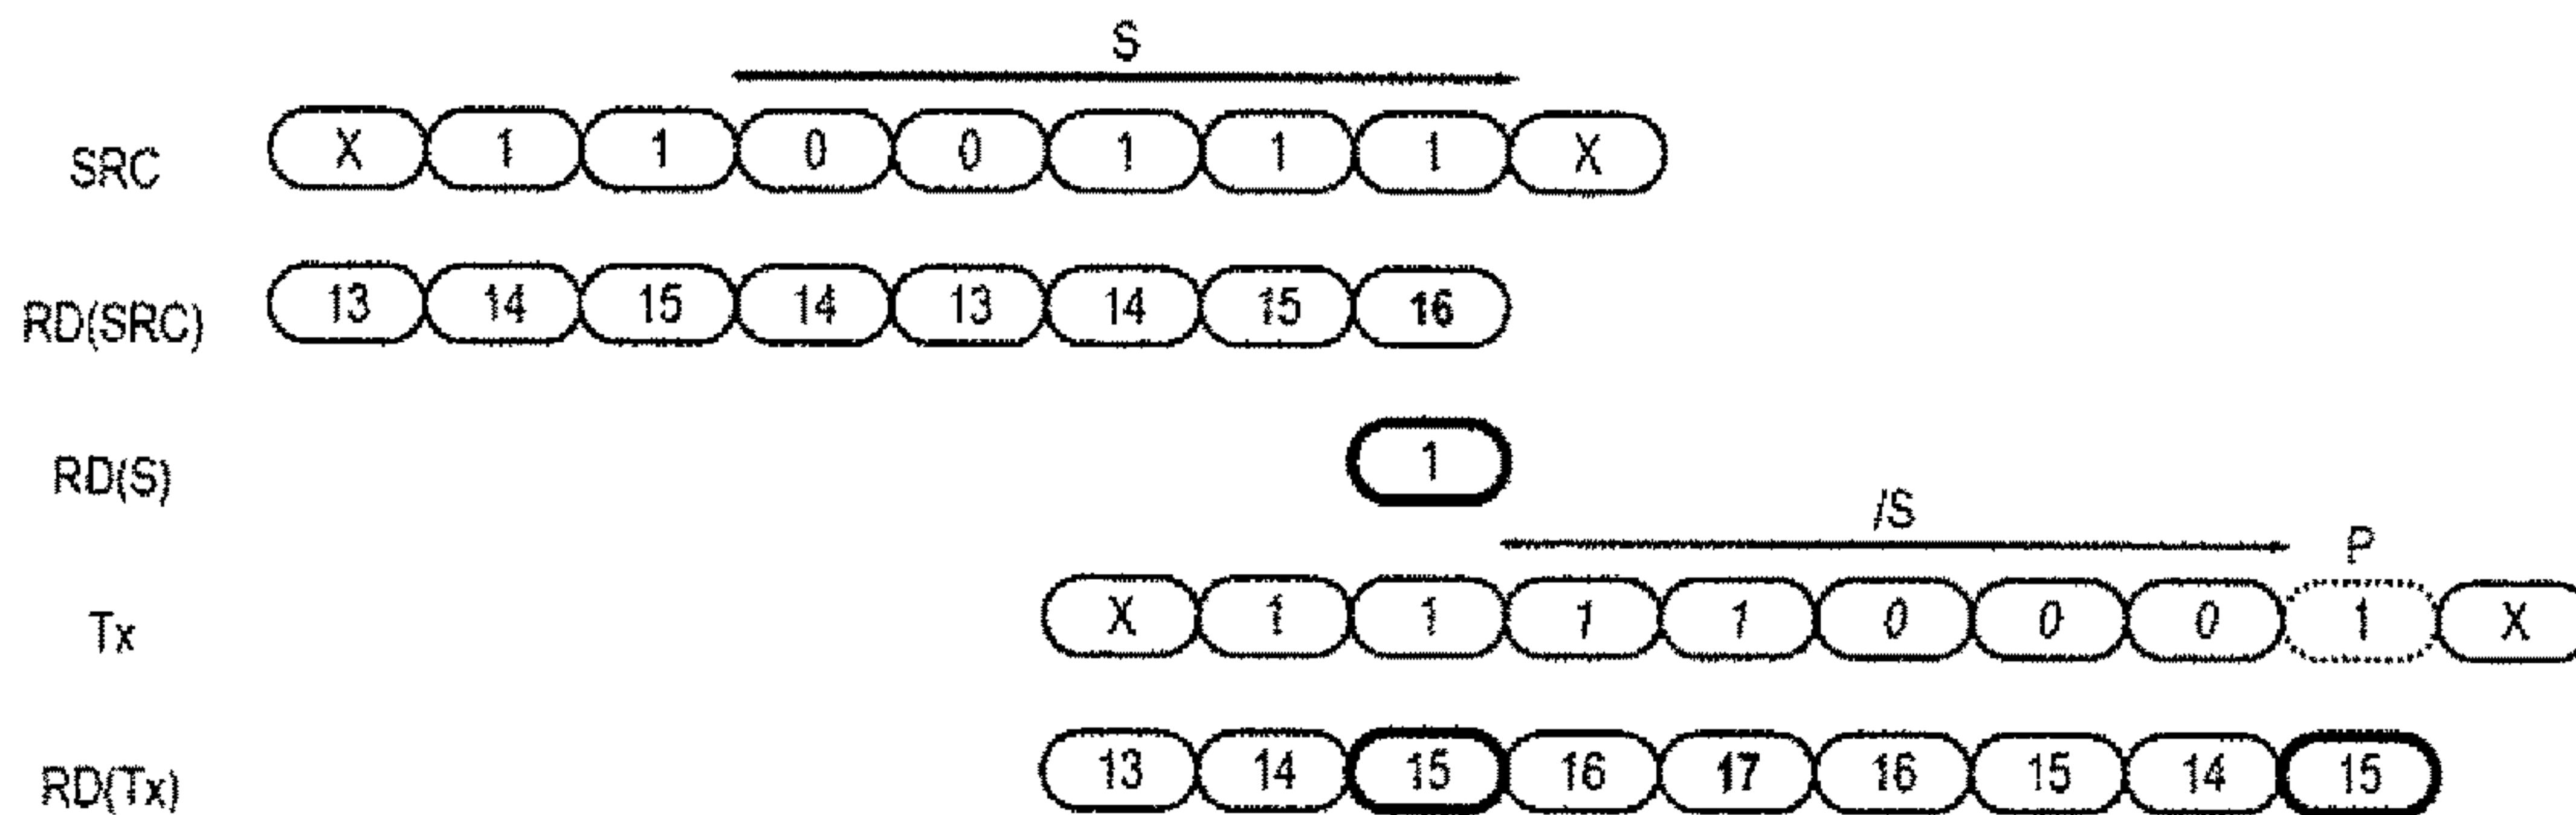 S
SRC X 1 1 0 0 1 1 1 X
RD(SRC) 13 14 15 14 13 14 15 16
RD(S) 1
/S P
Tx X 1 1 1 1 0 0 0 1 X
RD(Tx) 13 14 15 16 17 16 15 14 15